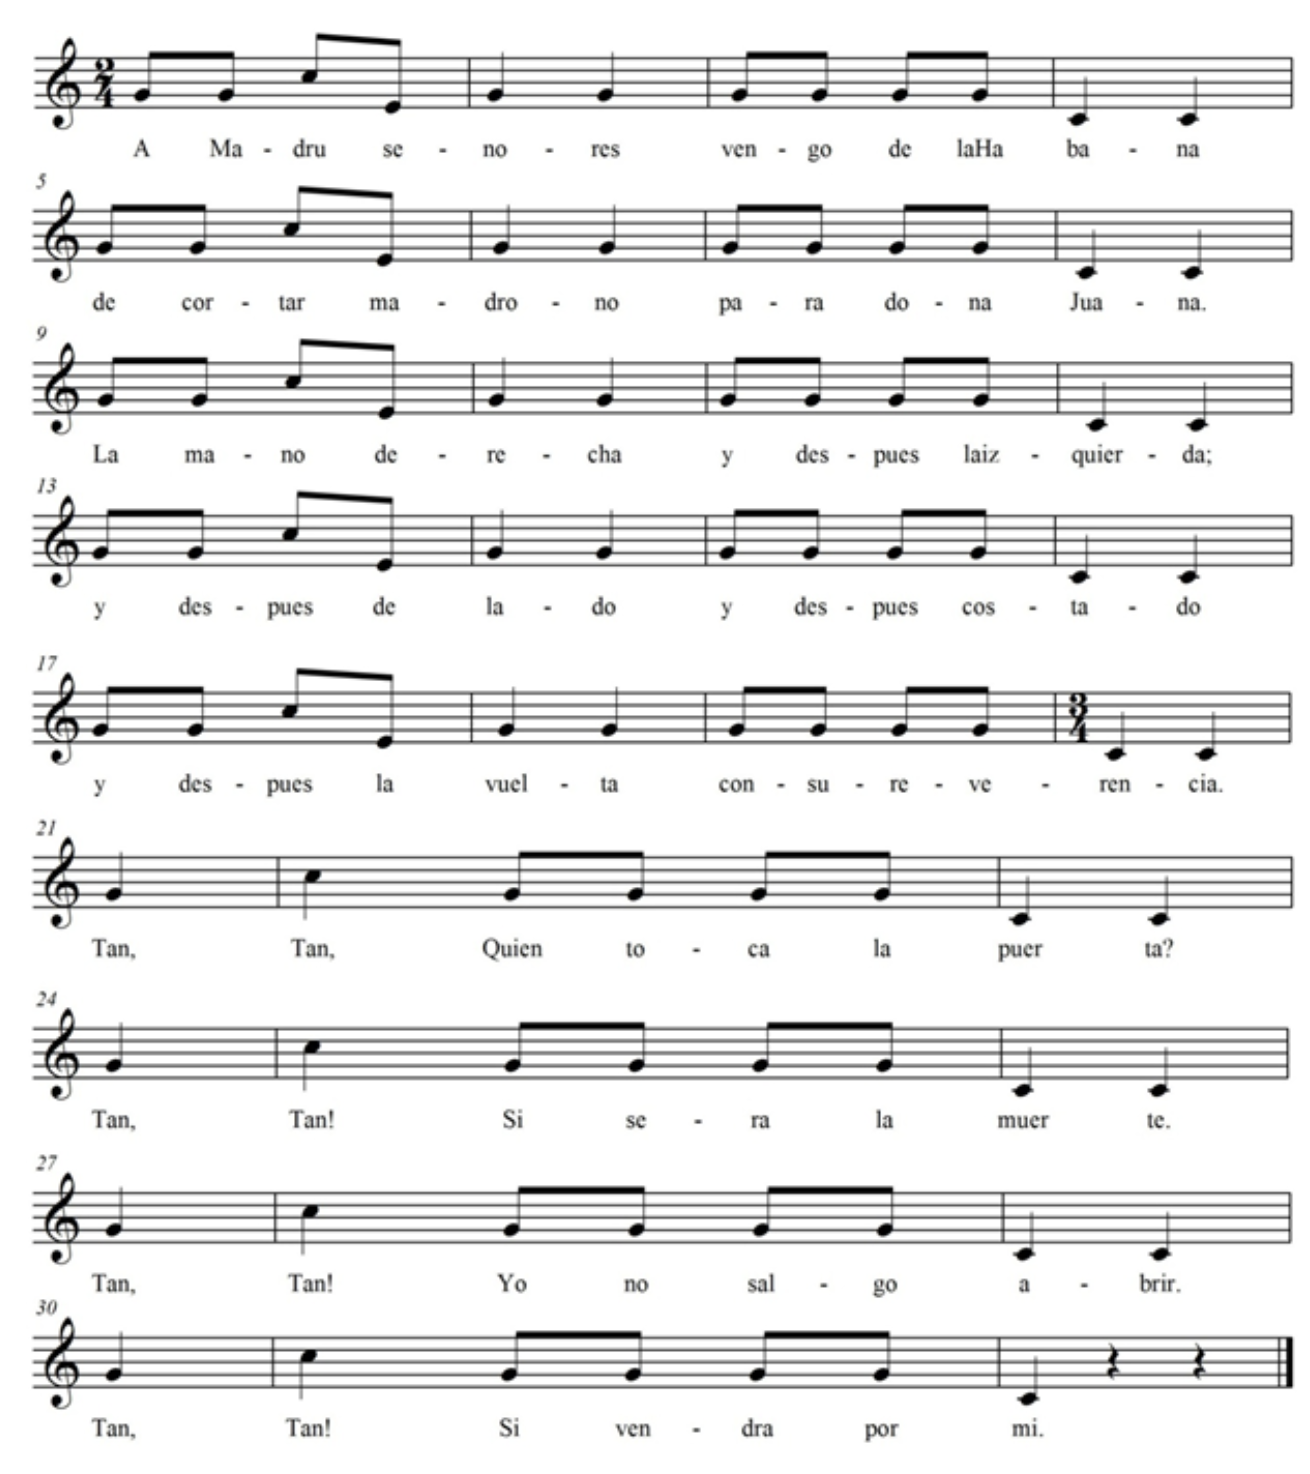 2/4
A Ma - dru se - no - res ven - go de laHa ba - na
5
de cor - tar ma - dro - no pa - ra do - na Jua - na.
9
La ma - no de - re - cha y des - pues laiz - quier - da;
13
y des - pues de la - do y des - pues cos - ta - do
17
3/4
y des - pues la vuel - ta con - su - re - ve - ren - cia.
21
Tan, Tan, Quien to - ca la puer ta?
24
Tan, Tan! Si se - ra la muer te.
27
Tan, Tan! Yo no sal - go a - brir.
30
Tan, Tan! Si ven - dra por mi.